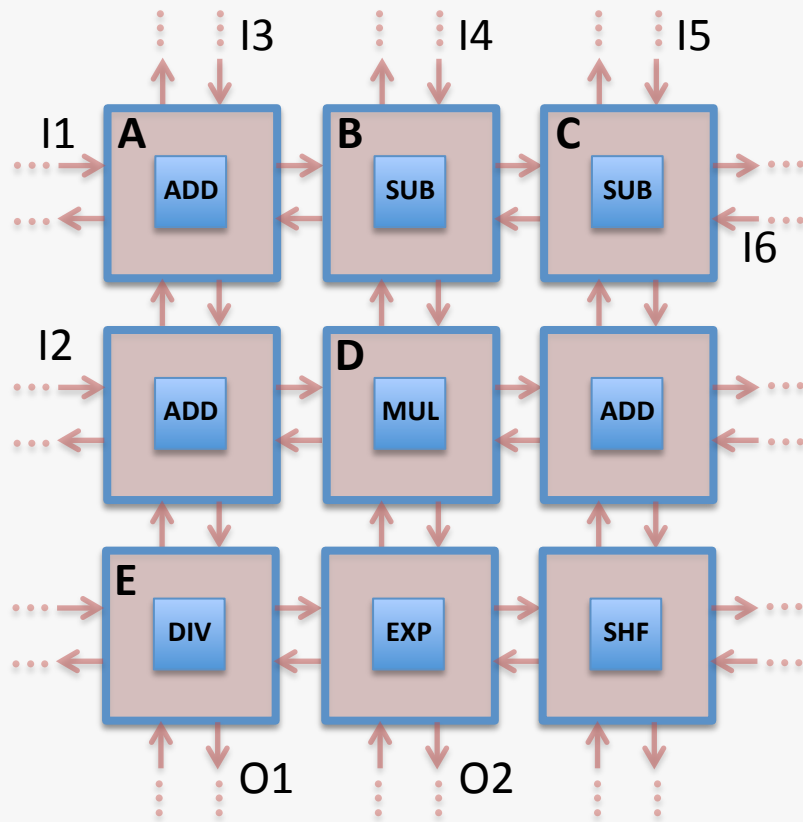 I3 I4 I5
A B C
I1
ADD SUB SUB
I6
I2 D
ADD MUL ADD
E
DIV EXP SHF
O1 O2